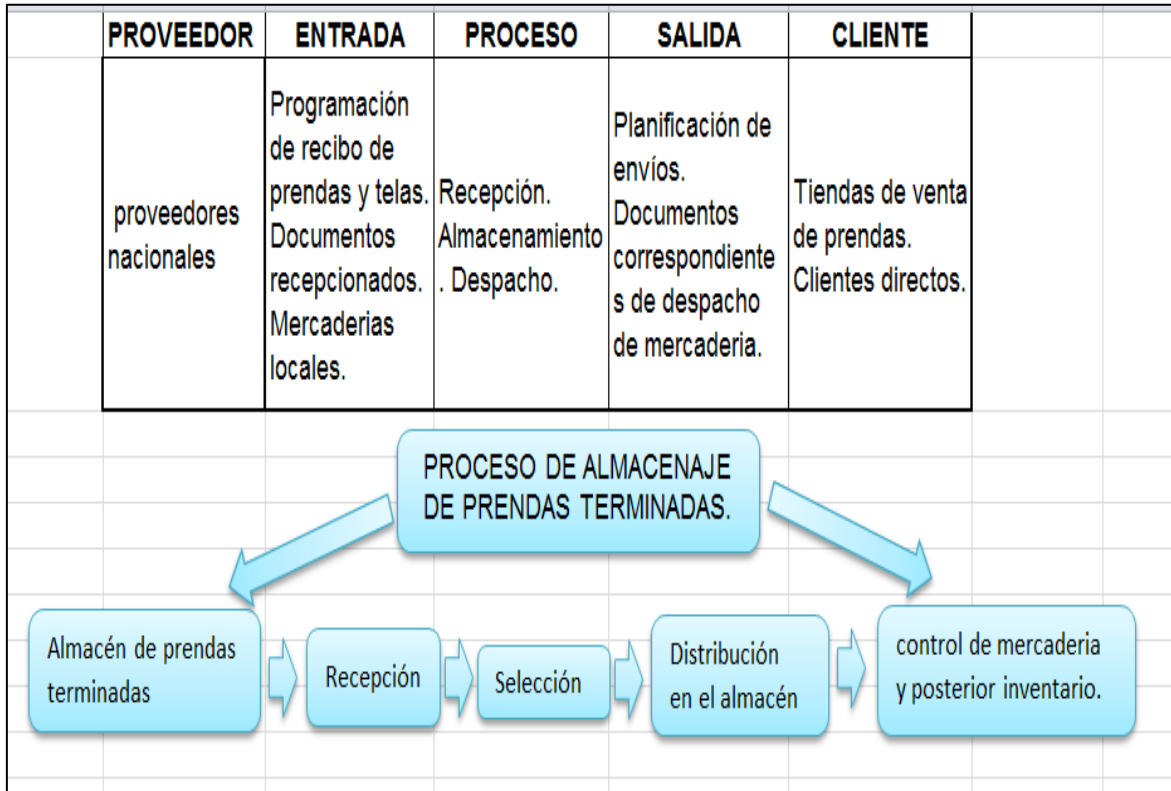 PROVEEDOR ENTRADA PROCESO SALIDA CLIENTE
proveedores
nacionales
Programación
de recibo de
prendas y telas.
Documentos
recepcionados.
Mercaderias
locales.
Recepción.
Almacenamiento
. Despacho.
Planificación de
envíos.
Documentos
correspondiente
s de despacho
de mercaderia.
Tiendas de venta
de prendas.
Clientes directos.
PROCESO DE ALMACENAJE
DE PRENDAS TERMINADAS.
Almacén de prendas
terminadas
Recepción
Selección
Distribución
en el almacén
control de mercaderia
y posterior inventario.